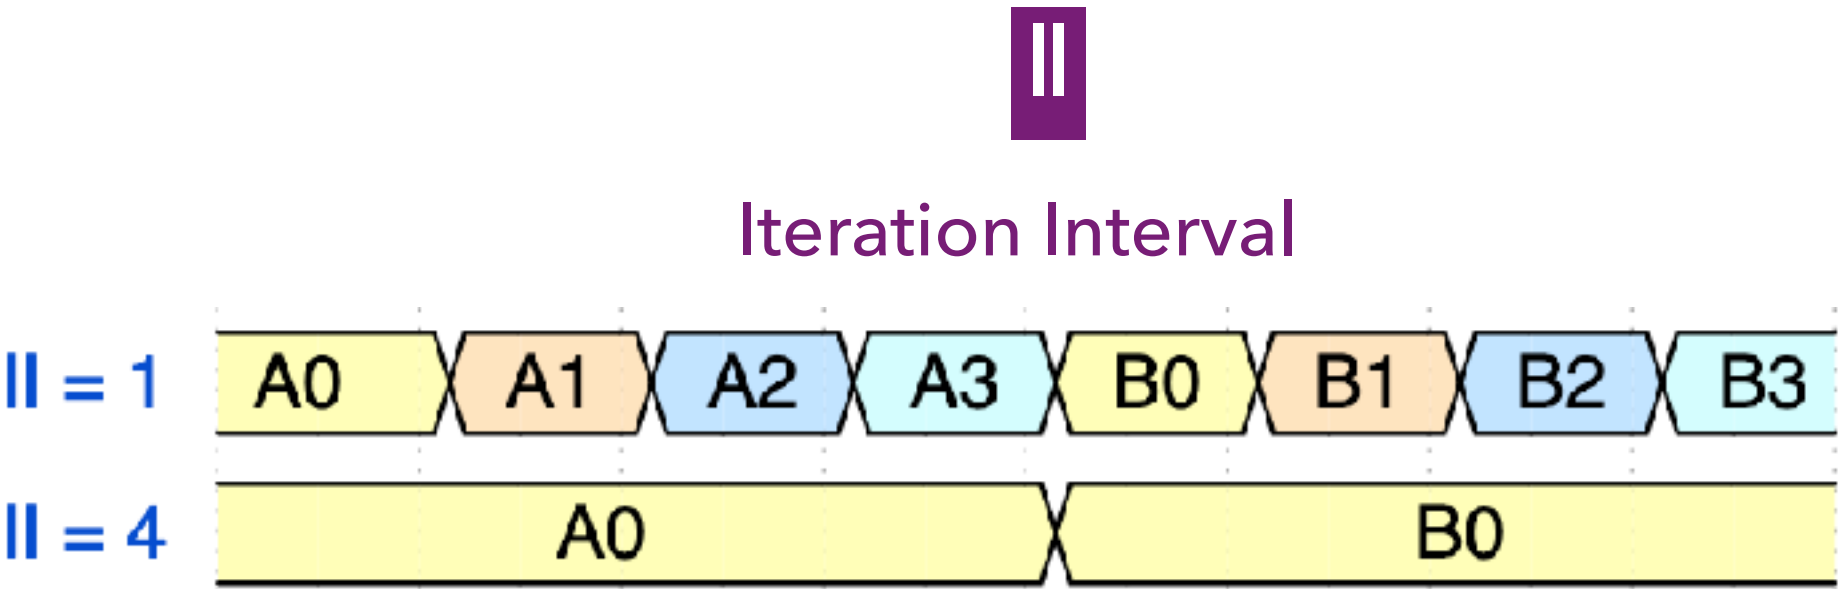 II
Iteration Interval
II = 1 A0 A1 A2 A3 B0 B1 B2 B3
II = 4 A0 B0